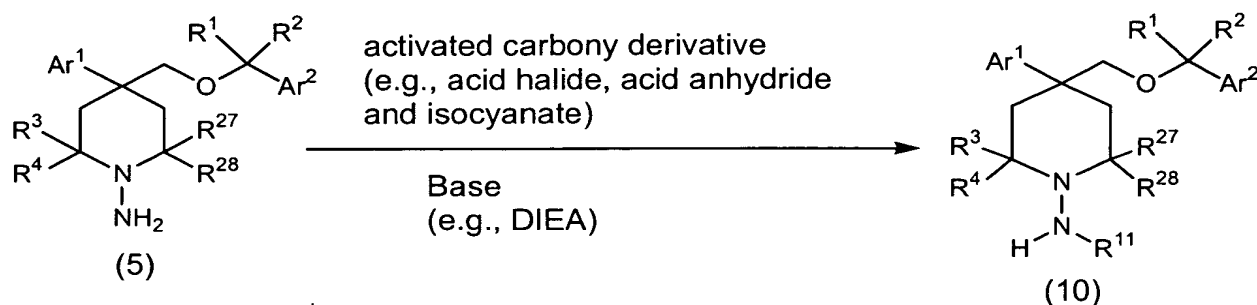 R¹ R²
Ar¹
O
Ar²
R³ R²⁷
R⁴ N R²⁸
NH₂
(5)
activated carbony derivative
(e.g., acid halide, acid anhydride
and isocyanate)
Base
(e.g., DIEA)
R¹ R²
Ar¹
O
Ar²
R³ R²⁷
R⁴ N R²⁸
H N R¹¹
(10)